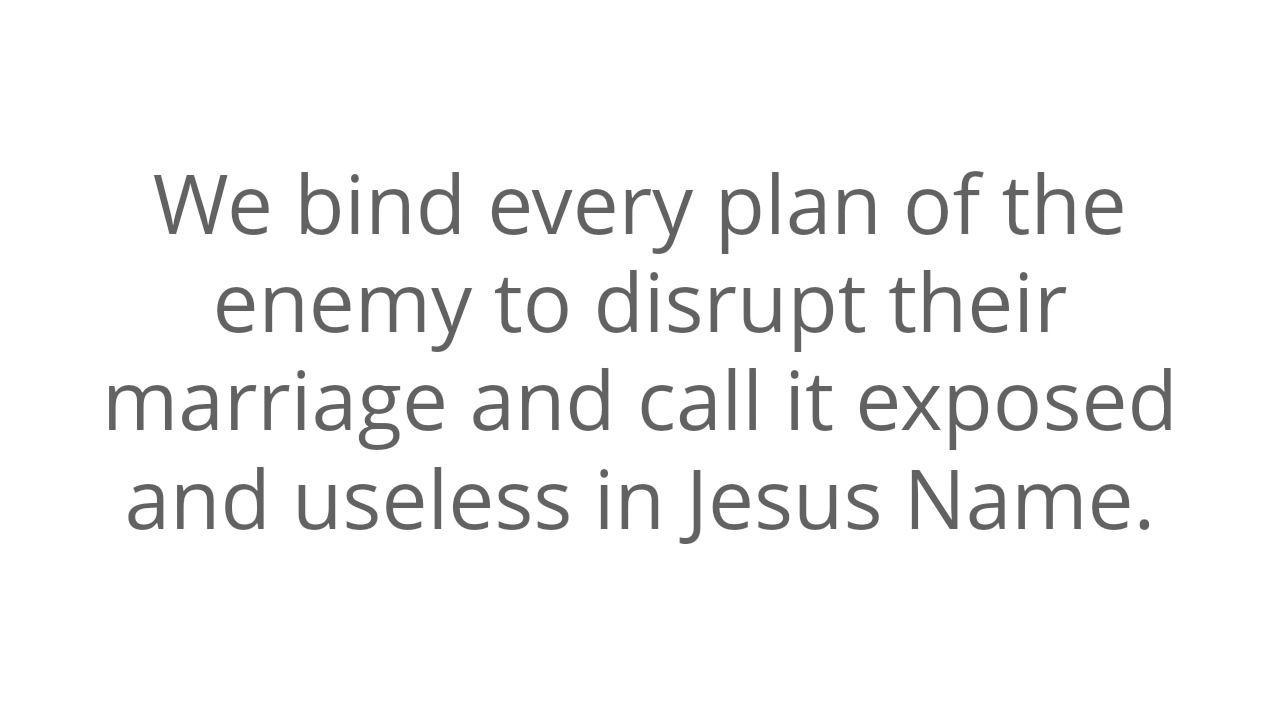 We bind every plan of the
enemy to disrupt their
marriage and call it exposed
and useless in Jesus Name.